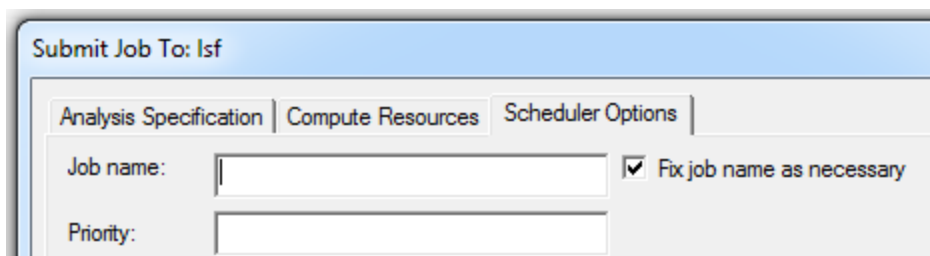 Submit Job To: lsf
Analysis Specification Compute Resources Scheduler Options
Job name: Fix job name as necessary
Priority: